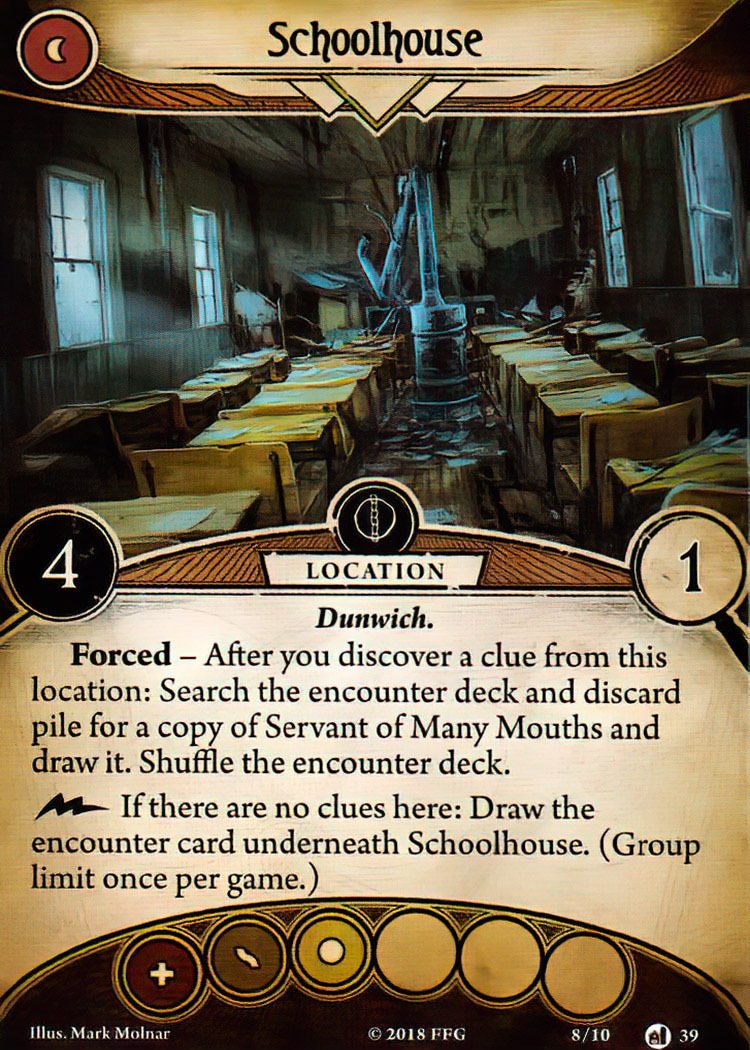 Schoolhouse
4
LOCATION
1
Dunwich.
Forced – After you discover a clue from this
location: Search the encounter deck and discard
pile for a copy of Servant of Many Mouths and
draw it. Shuffle the encounter deck.
If there are no clues here: Draw the
encounter card underneath Schoolhouse. (Group
limit once per game.)
Illus. Mark Molnar
© 2018 FFG
8/10
39